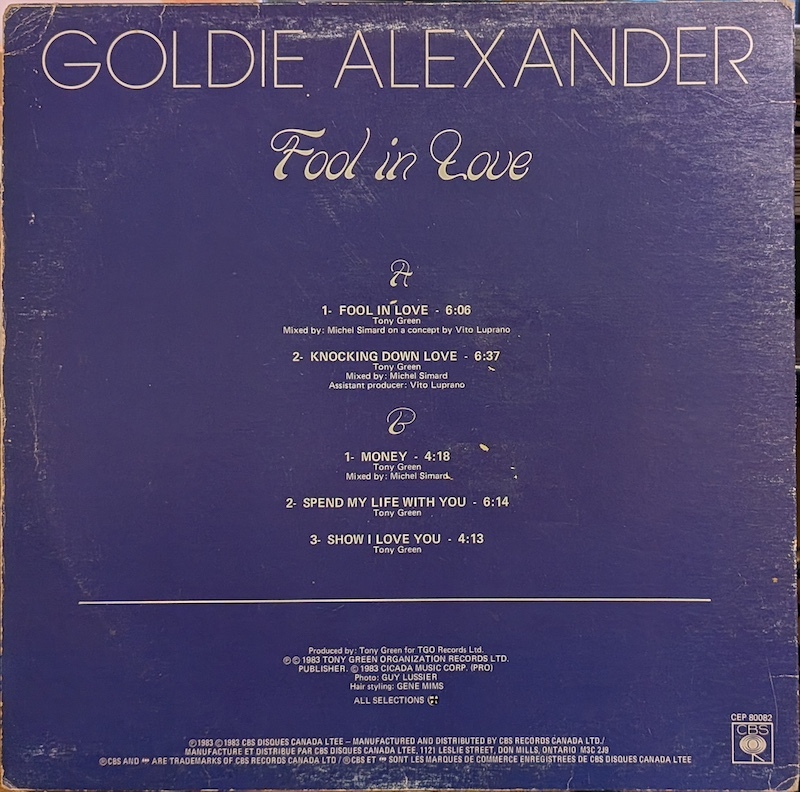 GOLDIE ALEXANDER
Fool in Love
A
1- FOOL IN LOVE - 6:06
Tony Green
Mixed by: Michel Simard on a concept by Vito Luprano
2- KNOCKING DOWN LOVE - 6:37
Tony Green
Mixed by: Michel Simard
Assistant producer: Vito Luprano
B
1- MONEY - 4:18
Tony Green
Mixed by: Michel Simard
2- SPEND MY LIFE WITH YOU - 6:14
Tony Green
3- SHOW I LOVE YOU - 4:13
Tony Green
Produced by: Tony Green for TGO Records Ltd.
℗ © 1983 TONY GREEN ORGANIZATION RECORDS LTD.
PUBLISHER. © 1983 CICADA MUSIC CORP. (PRO)
Photo: GUY LUSSIER
Hair styling: GENE MIMS
ALL SELECTIONS
CEP 80082
CBS
℗ 1983 © 1983 CBS DISQUES CANADA LTEE – MANUFACTURED AND DISTRIBUTED BY CBS RECORDS CANADA LTD./
MANUFACTURE ET DISTRIBUE PAR CBS DISQUES CANADA LTEE, 1121 LESLIE STREET, DON MILLS, ONTARIO M3C 2J9
CBS AND ARE TRADEMARKS OF CBS RECORDS CANADA LTD / CBS ET SONT LES MARQUES DE COMMERCE ENREGISTREES DE CBS DISQUES CANADA LTEE